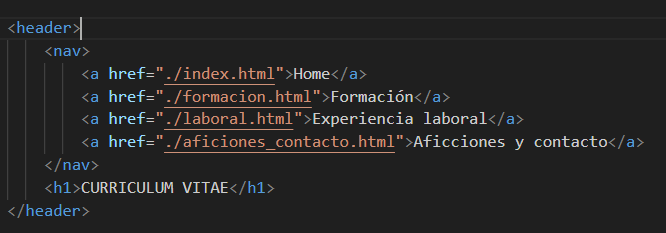 <header>
<nav>
<a href="./index.html">Home</a>
<a href="./formacion.html">Formación</a>
<a href="./laboral.html">Experiencia laboral</a>
<a href="./aficiones_contacto.html">Aficciones y contacto</a>
</nav>
<h1>CURRICULUM VITAE</h1>
</header>